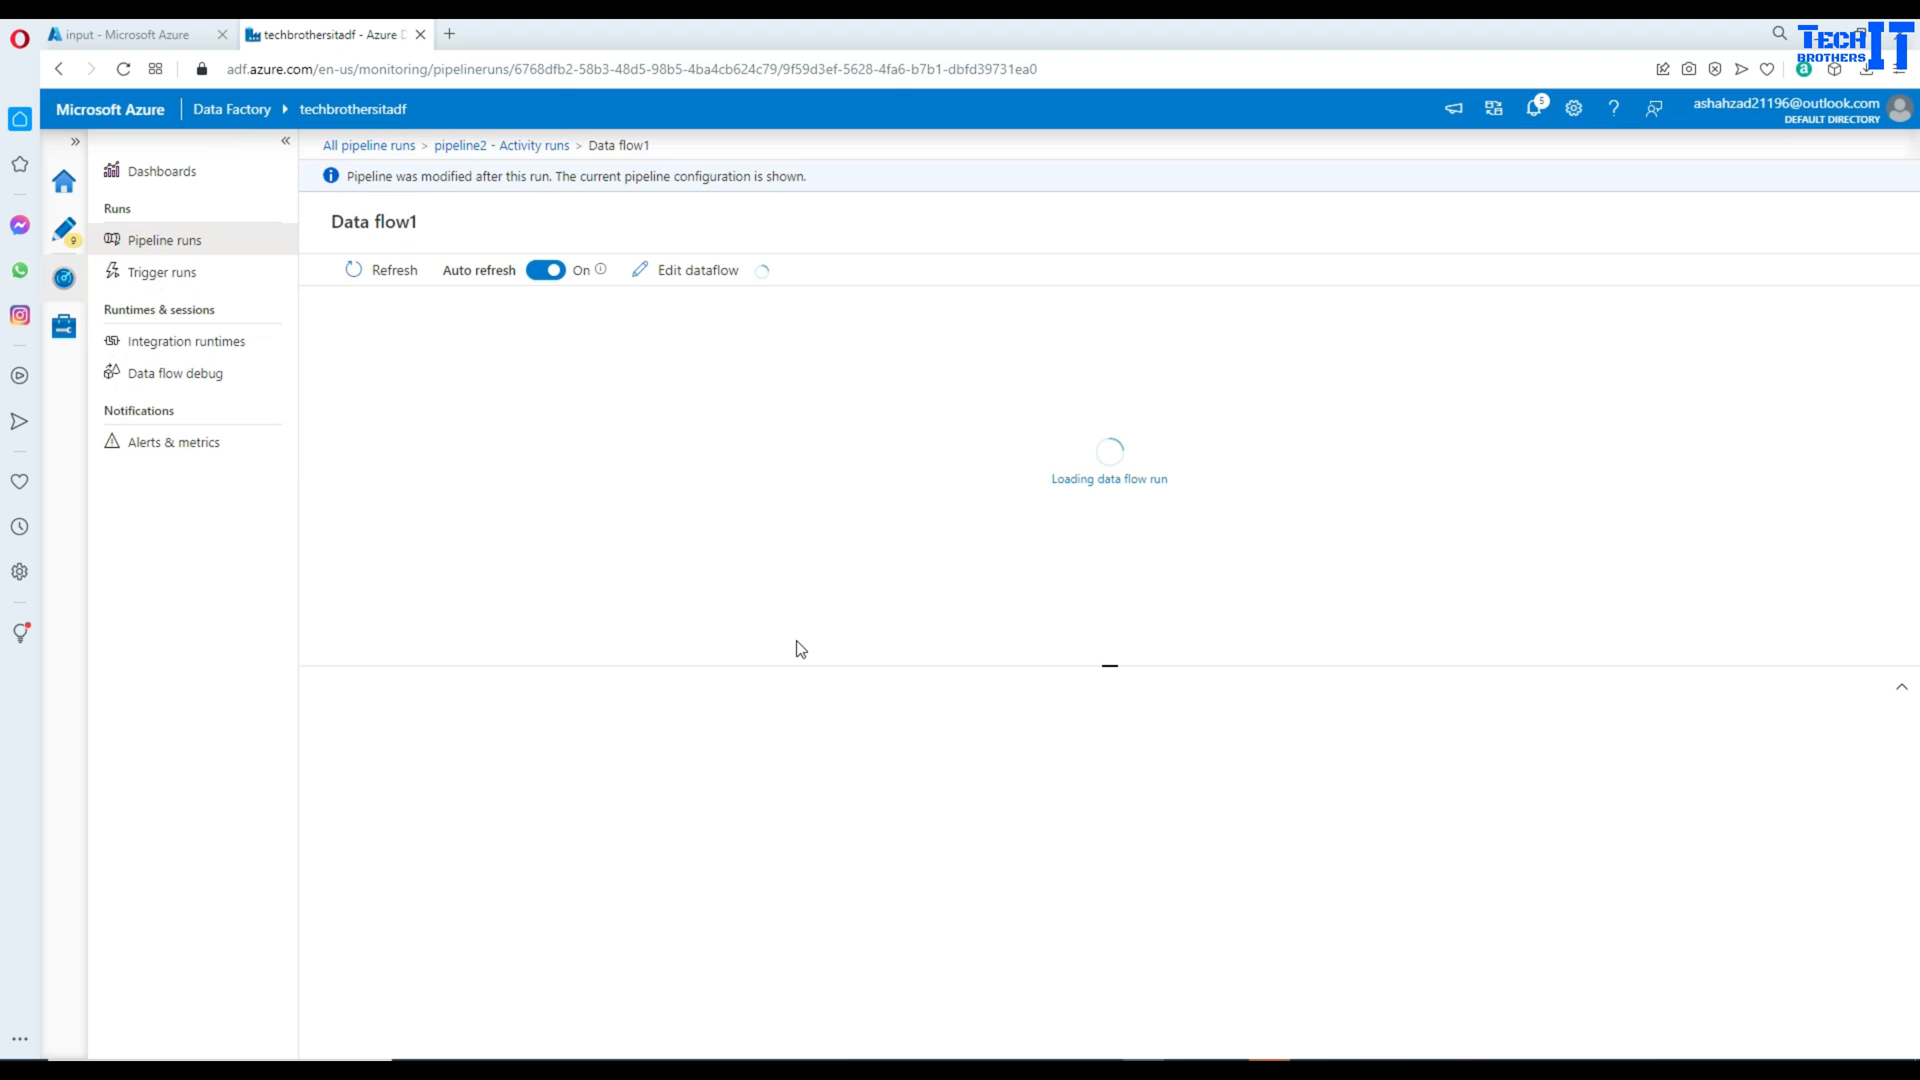 input - Microsoft Azure
techbrothersitadf - Azure D
TECH IT
BROTHERS
adf.azure.com/en-us/monitoring/pipelineruns/6768dfb2-58b3-48d5-98b5-4ba4cb624c79/9f59d3ef-5628-4fa6-b7b1-dbfd39731ea0
a
Microsoft Azure
Data Factory
techbrothersitadf
5
ashahzad21196@outlook.com
DEFAULT DIRECTORY
Dashboards
Runs
9
Pipeline runs
Trigger runs
Runtimes & sessions
Integration runtimes
Data flow debug
Notifications
Alerts & metrics
All pipeline runs > pipeline2 - Activity runs > Data flow1
Pipeline was modified after this run. The current pipeline configuration is shown.
Data flow1
Refresh
Auto refresh
On
Edit dataflow
Loading data flow run